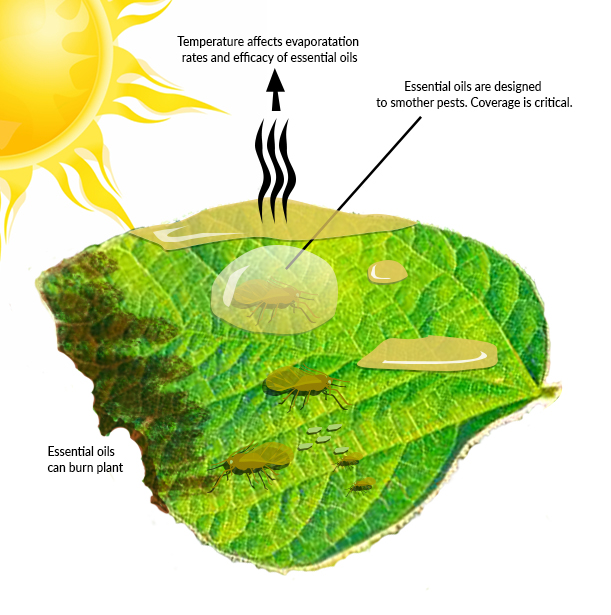 Temperature affects evaporatation
rates and efficacy of essential oils
Essential oils are designed
to smother pests. Coverage is critical.
Essential oils
can burn plant